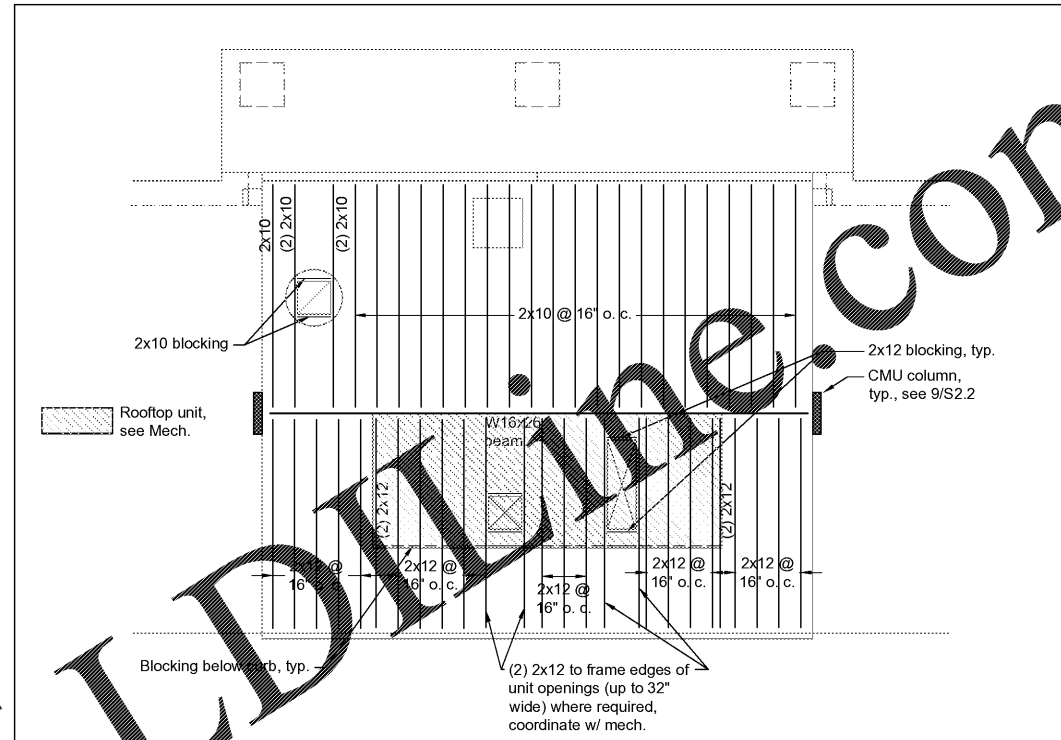 2x10
(2) 2x10
(2) 2x10
2x10 @ 16" o. c.
2x10 blocking
2x12 blocking, typ.
CMU column,
typ., see 9/S2.2
Rooftop unit,
see Mech.
W16x26
beam
(2) 2x12
(2) 2x12
2x12 @
16" o. c.
2x12 @
16" o. c.
2x12 @
16" o. c.
2x12 @
16" o. c.
2x12 @
16" o. c.
Blocking below curb, typ.
(2) 2x12 to frame edges of
unit openings (up to 32"
wide) where required,
coordinate w/ mech.
LDILine.com